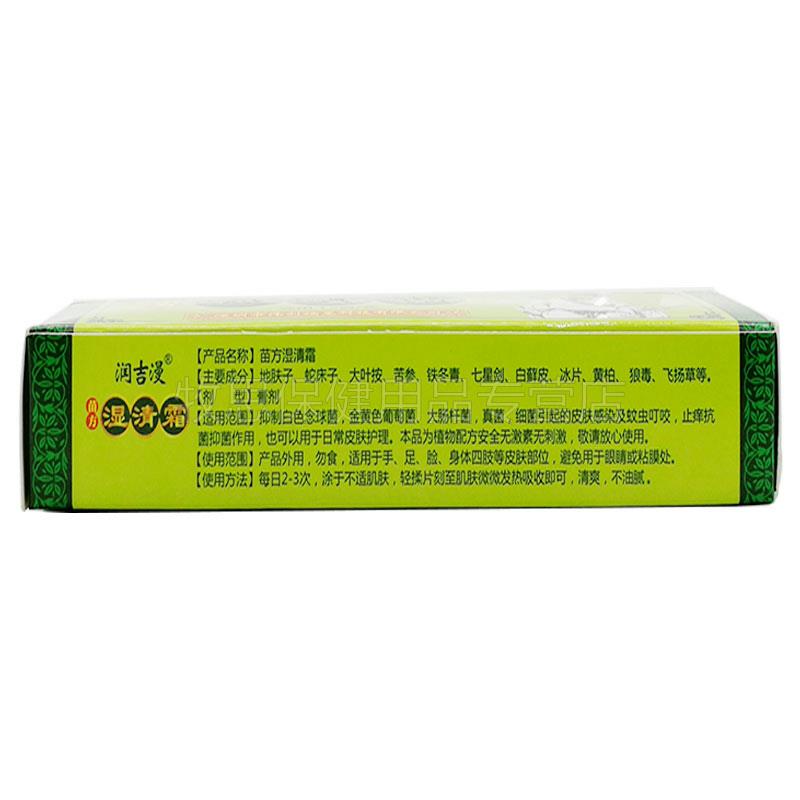 润吉漫®
苗方
湿清霜
【产品名称】苗方湿清霜
【主要成分】地肤子、蛇床子、大叶按、苦参、铁冬青、七星剑、白藓皮、冰片、黄柏、狼毒、飞扬草等。
【剂 型】膏剂
【适用范围】抑制白色念球菌，金黄色葡萄菌、大肠杆菌，真菌、细菌引起的皮肤感染及蚊虫叮咬，止痒抗
菌抑菌作用，也可以用于日常皮肤护理。本品为植物配方安全无激素无刺激，敬请放心使用。
【使用范围】产品外用，勿食，适用于手、足、脸、身体四肢等皮肤部位，避免用于眼睛或粘膜处。
【使用方法】每日2-3次，涂于不适肌肤，轻揉片刻至肌肤微微发热吸收即可，清爽，不油腻。
保健用品专营店